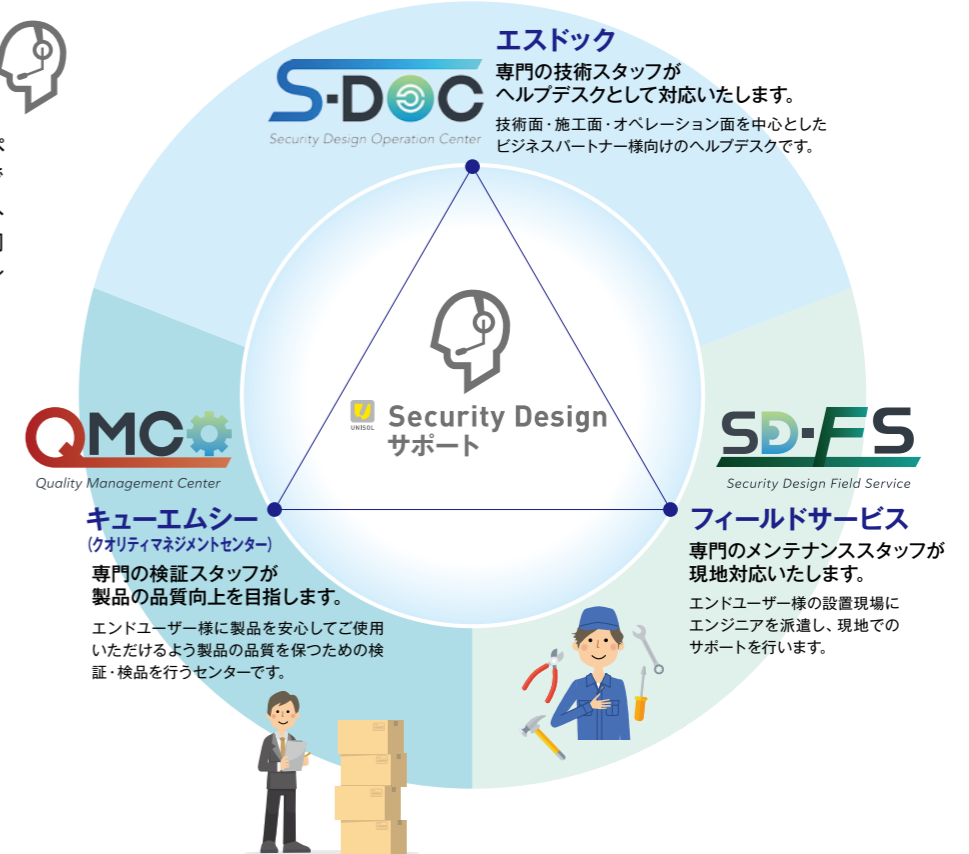 エスドック
S-DOC
Security Design Operation Center
専門の技術スタッフが
ヘルプデスクとして対応いたします。
技術面・施工面・オペレーション面を中心とした
ビジネスパートナー様向けのヘルプデスクです。
UNISOL
Security Design
サポート
QMC
Quality Management Center
キューエムシー
(クオリティマネジメントセンター)
専門の検証スタッフが
製品の品質向上を目指します。
エンドユーザー様に製品を安心してご使用
いただけるよう製品の品質を保つための検
証・検品を行うセンターです。
SD-FS
Security Design Field Service
フィールドサービス
専門のメンテナンススタッフが
現地対応いたします。
エンドユーザー様の設置現場に
エンジニアを派遣し、現地での
サポートを行います。